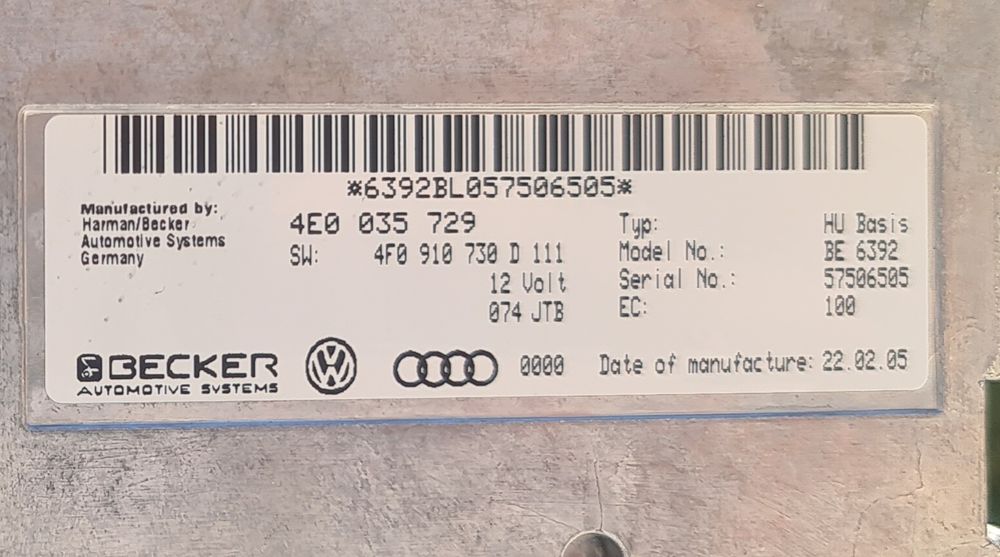 *6392BL057506505*
Manufactured by:
Harman/Becker
Automotive Systems
Germany
4E0 035 729
SW: 4F0 910 730 D 111
12 Volt
074 JTB
Typ: HU Basis
Model No.: BE 6392
Serial No.: 57506505
EC: 100
BECKER
AUTOMOTIVE SYSTEMS
VW
0000
Date of manufacture: 22.02.05